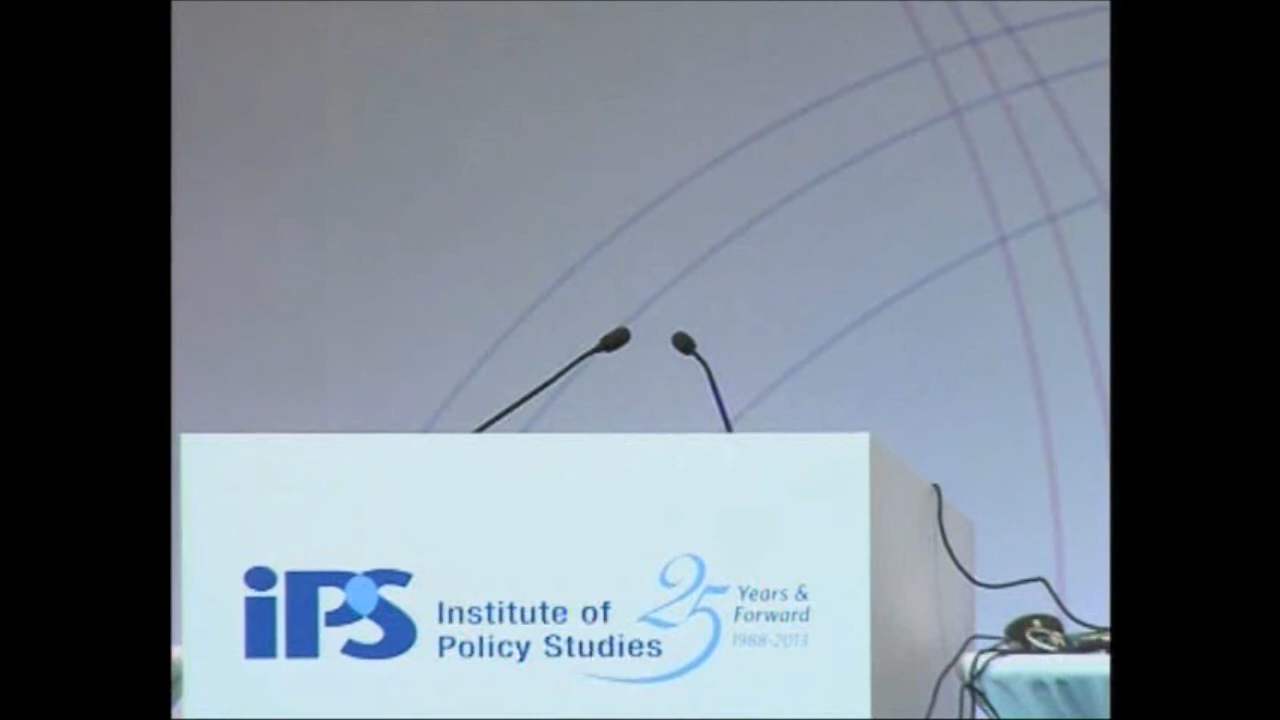 iPS
Institute of
Policy Studies
25
Years &
Forward
1988-2013